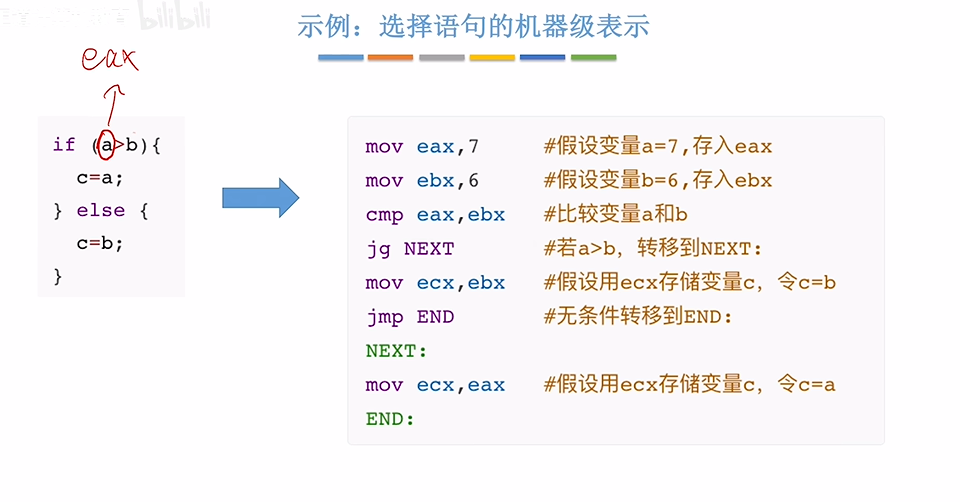 bilibili
示例：选择语句的机器级表示
eax
if (a>b){
c=a;
} else {
c=b;
}
mov eax,7 #假设变量a=7,存入eax
mov ebx,6 #假设变量b=6,存入ebx
cmp eax,ebx #比较变量a和b
jg NEXT #若a>b，转移到NEXT:
mov ecx,ebx #假设用ecx存储变量c，令c=b
jmp END #无条件转移到END:
NEXT:
mov ecx,eax #假设用ecx存储变量c，令c=a
END: